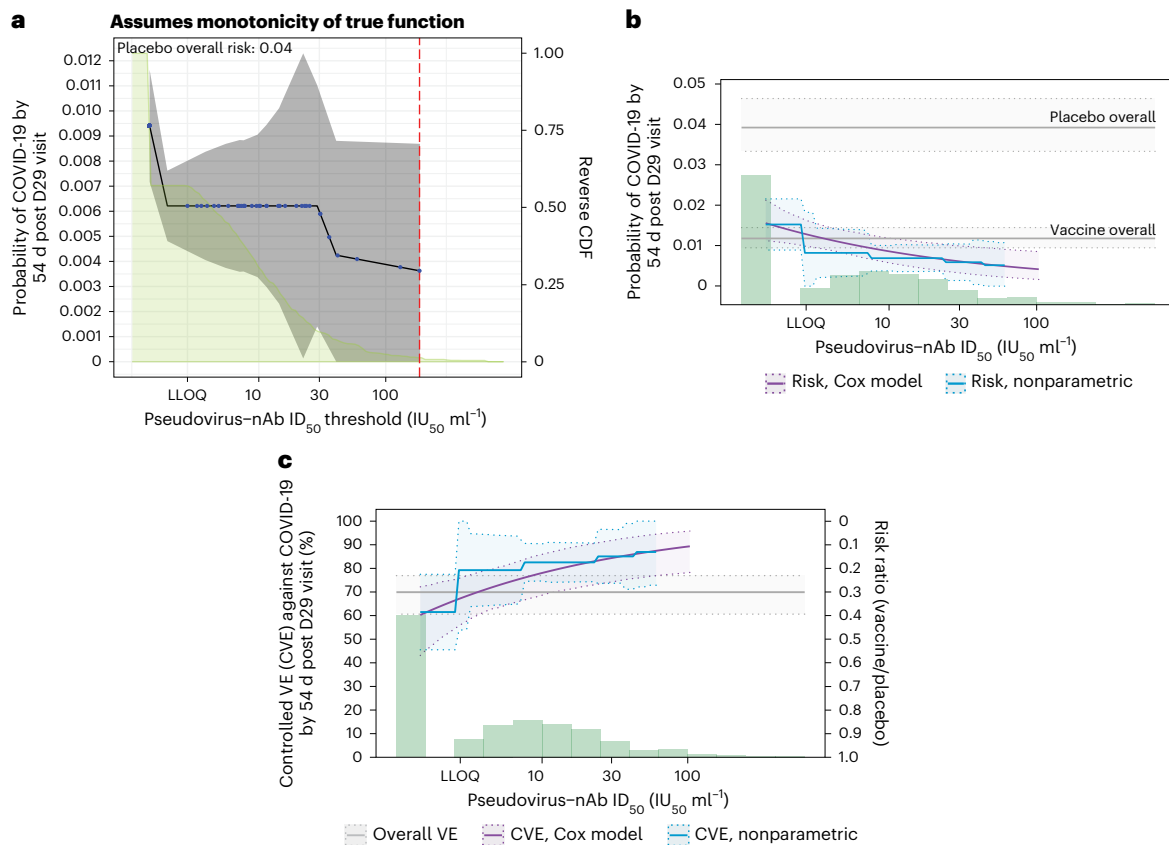 a
Assumes monotonicity of true function
Placebo overall risk: 0.04
Probability of COVID-19 by
54 d post D29 visit
0.012
0.011
0.010
0.009
0.008
0.007
0.006
0.005
0.004
0.003
0.002
0.001
0
1.00
0.75
0.50
0.25
0
Reverse CDF
LLOQ 10 30 100
Pseudovirus–nAb ID50 threshold (IU50 ml−1)
b
Probability of COVID-19 by
54 d post D29 visit
0.05
0.04
0.03
0.02
0.01
0
Placebo overall
Vaccine overall
LLOQ 10 30 100
Pseudovirus–nAb ID50 (IU50 ml−1)
Risk, Cox model Risk, nonparametric
c
Controlled VE (CVE) against COVID-19
by 54 d post D29 visit (%)
100
90
80
70
60
50
40
30
20
10
0
0
0.1
0.2
0.3
0.4
0.5
0.6
0.7
0.8
0.9
1.0
Risk ratio (vaccine/placebo)
LLOQ 10 30 100
Pseudovirus–nAb ID50 (IU50 ml−1)
Overall VE CVE, Cox model CVE, nonparametric